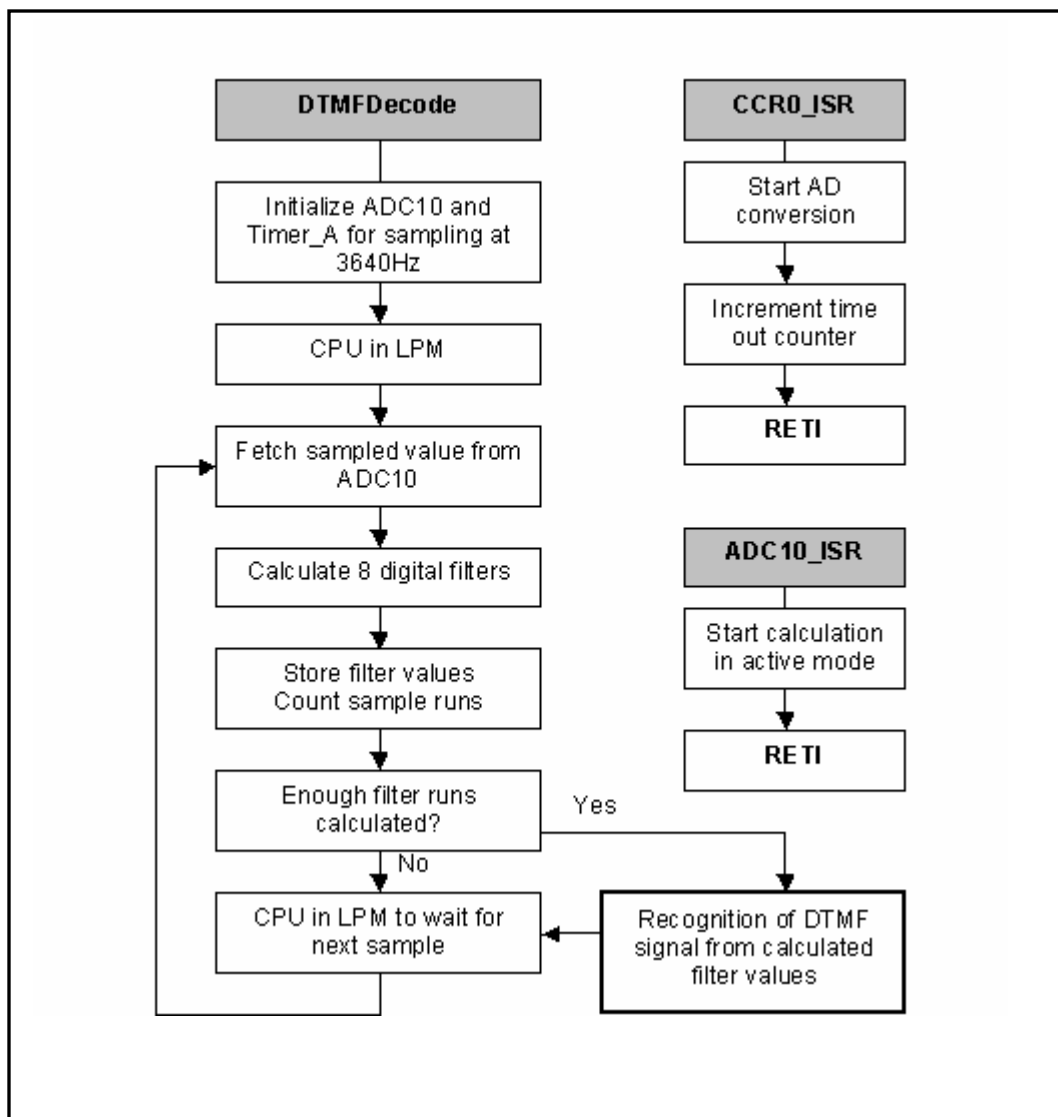 DTMFDecode
Initialize ADC10 and
Timer_A for sampling at
3640Hz
CPU in LPM
Fetch sampled value from
ADC10
Calculate 8 digital filters
Store filter values
Count sample runs
Enough filter runs
calculated?
Yes
No
CPU in LPM to wait for
next sample
Recognition of DTMF
signal from calculated
filter values
CCR0_ISR
Start AD
conversion
Increment time
out counter
RETI
ADC10_ISR
Start calculation
in active mode
RETI